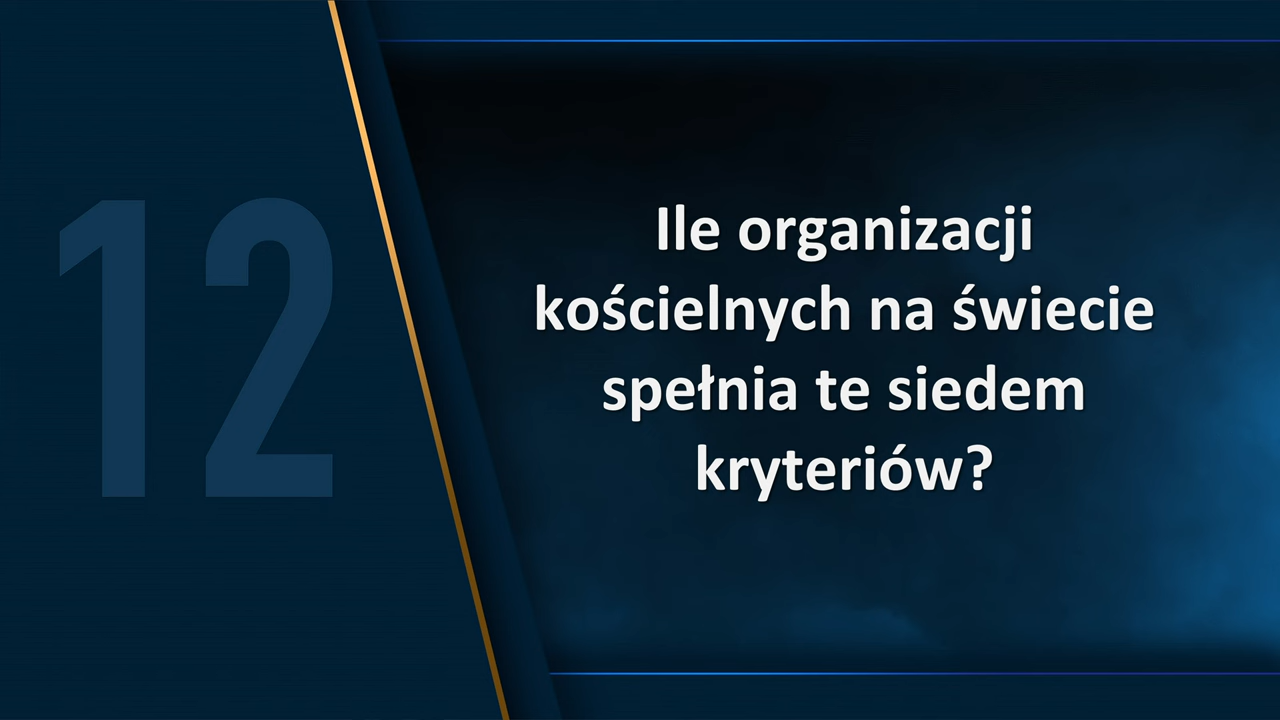 12
Ile organizacji
kościelnych na świecie
spełnia te siedem
kryteriów?